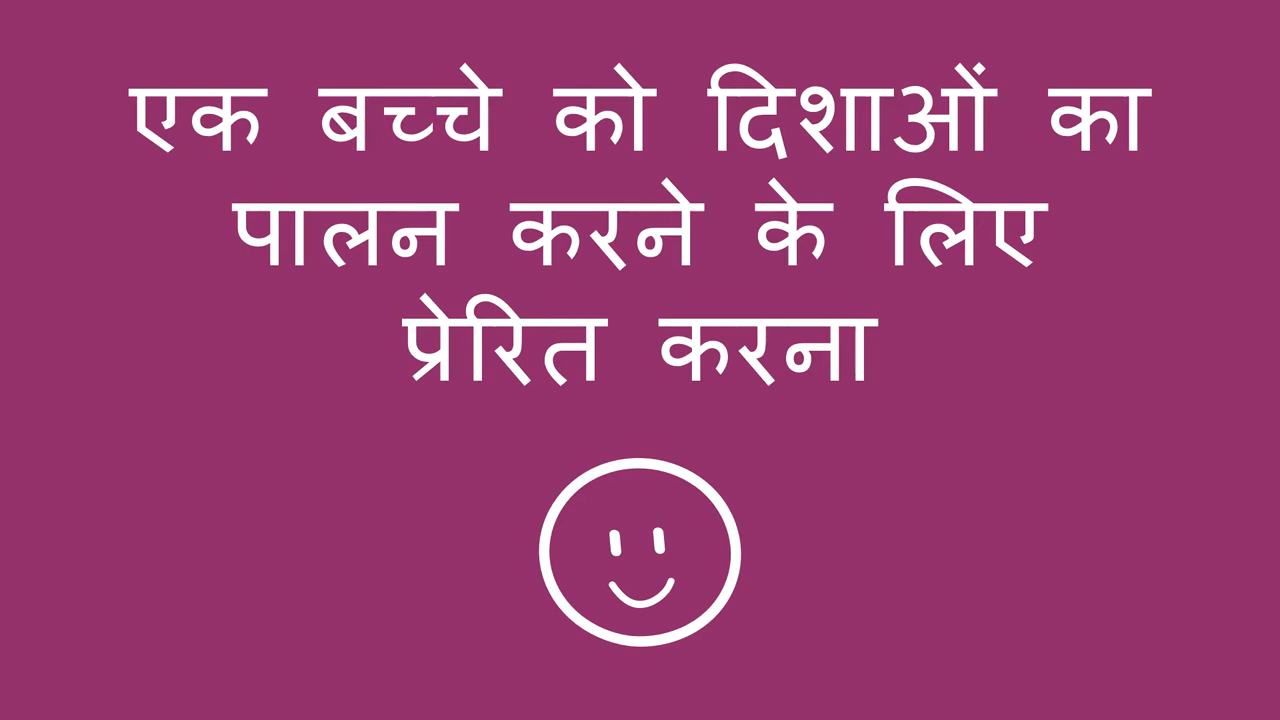 एक बच्चे को दिशाओं का
पालन करने के लिए
प्रेरित करना